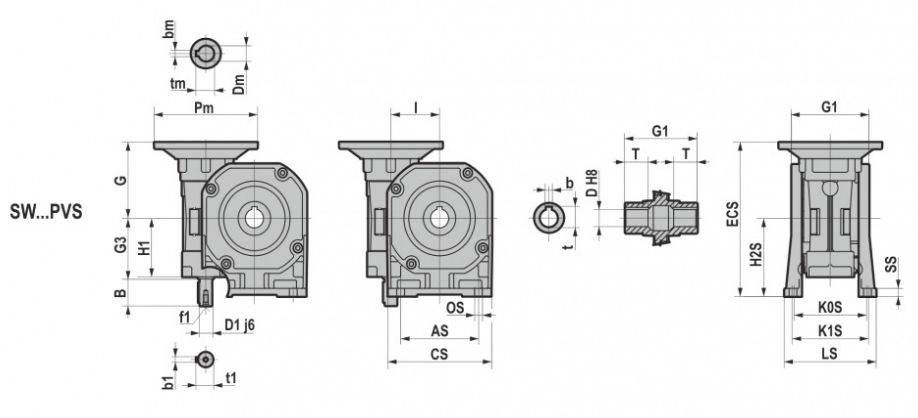 bm
tm
Dm
Pm
G
G3
H1
B
f1
D1 j6
b1
t1
SW...PVS
I
OS
AS
CS
G1
T
T
D H8
b
t
G1
ECS
H2S
SS
K0S
K1S
LS